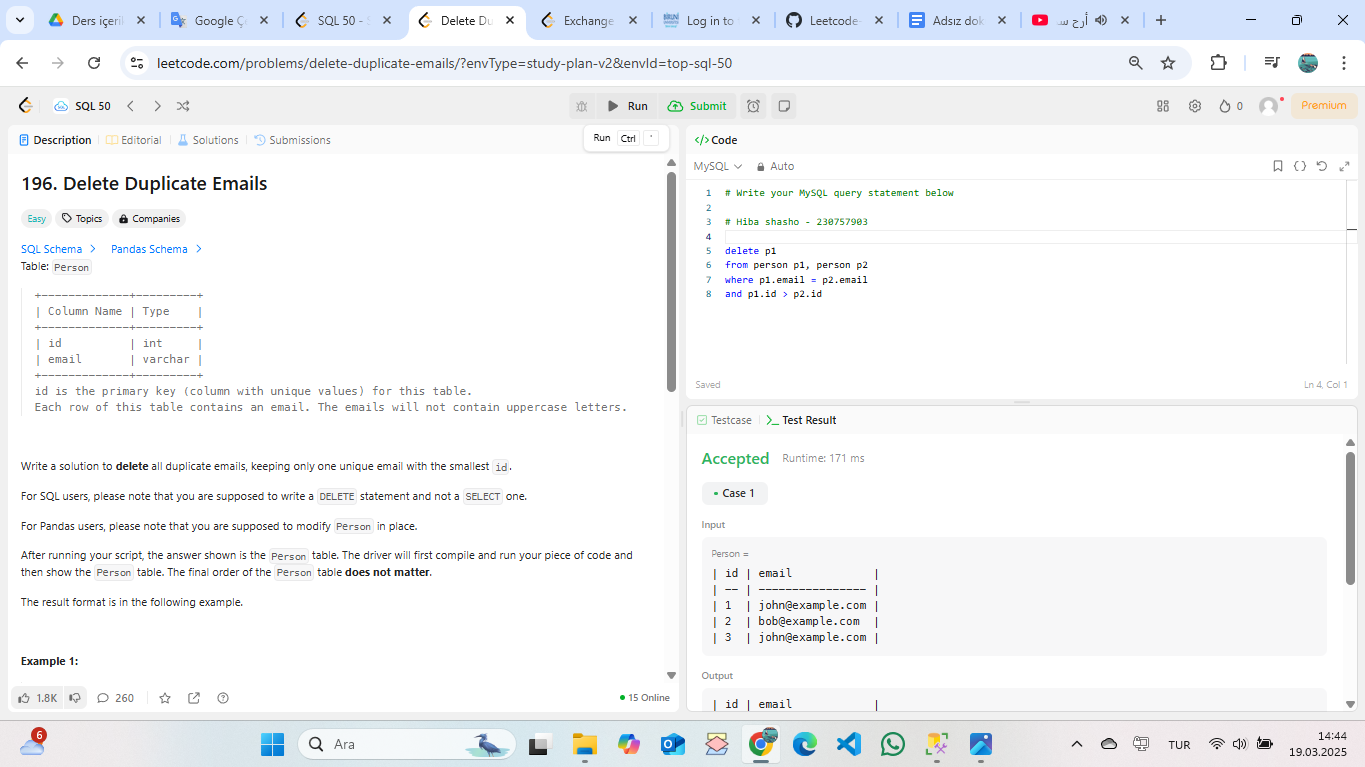 Ders içerik
Google Ç
SQL 50 - S
Delete Du
Exchange
Log in to
Leetcode-
Adsız dok
أرح سـ
leetcode.com/problems/delete-duplicate-emails/?envType=study-plan-v2&envId=top-sql-50
SQL 50
Run
Submit
0
Premium
Description
Editorial
Solutions
Submissions
Run Ctrl '
196. Delete Duplicate Emails
Easy
Topics
Companies
SQL Schema >
Pandas Schema >
Table: Person
+-------------+---------+
| Column Name | Type    |
+-------------+---------+
| id          | int     |
| email       | varchar |
+-------------+---------+
id is the primary key (column with unique values) for this table.
Each row of this table contains an email. The emails will not contain uppercase letters.
Write a solution to delete all duplicate emails, keeping only one unique email with the smallest id.
For SQL users, please note that you are supposed to write a DELETE statement and not a SELECT one.
For Pandas users, please note that you are supposed to modify Person in place.
After running your script, the answer shown is the Person table. The driver will first compile and run your piece of code and
then show the Person table. The final order of the Person table does not matter.
The result format is in the following example.
Example 1:
1.8K
260
15 Online
</> Code
MySQL
Auto
1 # Write your MySQL query statement below
2
3 # Hiba shasho - 230757903
4
5 delete p1
6 from person p1, person p2
7 where p1.email = p2.email
8 and p1.id > p2.id
Saved
Ln 4, Col 1
Testcase
Test Result
Accepted
Runtime: 171 ms
• Case 1
Input
Person =
| id | email            |
| -- | ---------------- |
| 1  | john@example.com |
| 2  | bob@example.com  |
| 3  | john@example.com |
Output
| id | email            |
6
Ara
TUR
14:44
19.03.2025